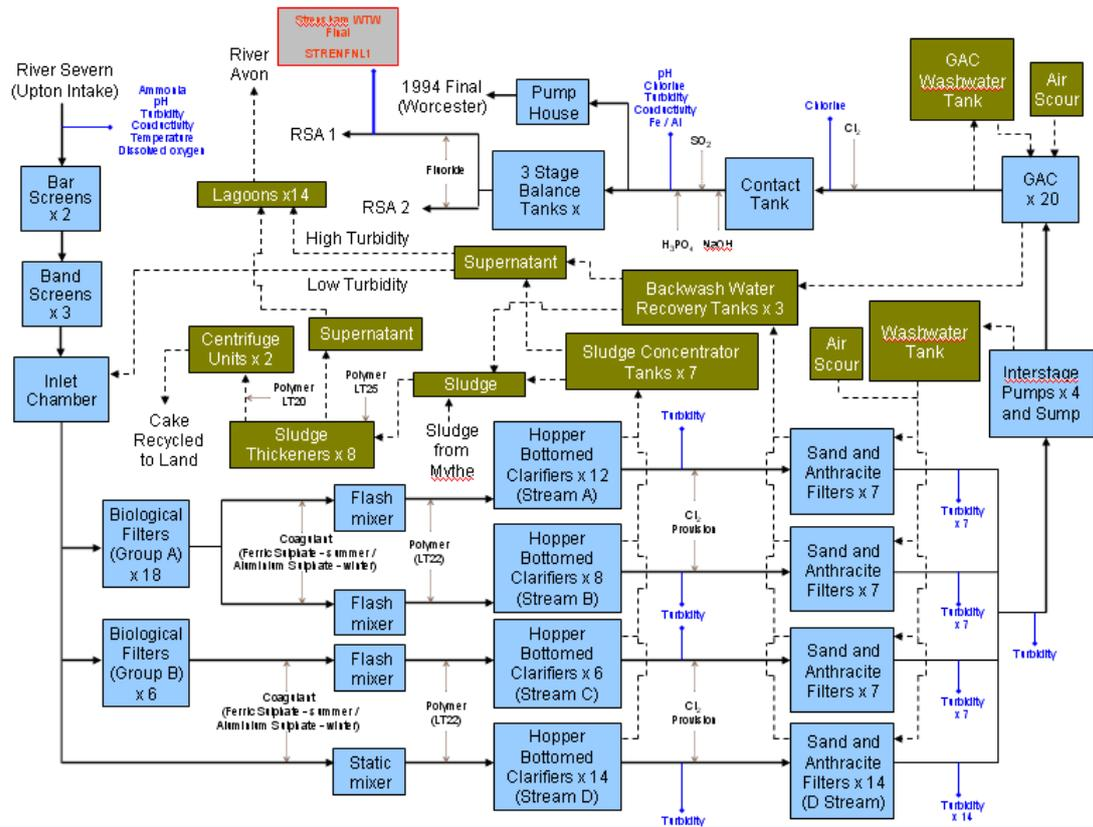 Strensham WTW
Final
STRENFNL1
River
Avon
River Severn
(Upton Intake)
Ammonia
pH
Turbidity
Conductivity
Temperature
Dissolved oxygen
1994 Final
(Worcester)
Pump
House
pH
Chlorine
Turbidity
Conductivity
Fe / Al
Chlorine
Cl2
SO2
GAC
Washwater
Tank
Air
Scour
RSA 1
Fluoride
RSA 2
3 Stage
Balance
Tanks x
Contact
Tank
GAC
x 20
H3PO4
NaOH
Bar
Screens
x 2
Lagoons x14
High Turbidity
Low Turbidity
Supernatant
Backwash Water
Recovery Tanks x 3
Band
Screens
x 3
Centrifuge
Units x 2
Supernatant
Sludge Concentrator
Tanks x 7
Air
Scour
Washwater
Tank
Interstage
Pumps x 4
and Sump
Inlet
Chamber
Polymer
LT20
Polymer
LT25
Sludge
Cake
Recycled
to Land
Sludge
Thickeners x 8
Sludge
from
Mythe
Turbidity
Hopper
Bottomed
Clarifiers x 12
(Stream A)
Sand and
Anthracite
Filters x 7
Turbidity
x 7
Biological
Filters
(Group A)
x 18
Flash
mixer
Coagulant
(Ferric Sulphate - summer /
Aluminium Sulphate - winter)
Polymer
(LT22)
Cl2
Provision
Flash
mixer
Hopper
Bottomed
Clarifiers x 8
(Stream B)
Turbidity
Sand and
Anthracite
Filters x 7
Turbidity
x 7
Biological
Filters
(Group B)
x 6
Flash
mixer
Hopper
Bottomed
Clarifiers x 6
(Stream C)
Sand and
Anthracite
Filters x 7
Turbidity
x 7
Turbidity
Coagulant
(Ferric Sulphate - summer /
Aluminium Sulphate - winter)
Polymer
(LT22)
Cl2
Provision
Static
mixer
Hopper
Bottomed
Clarifiers x 14
(Stream D)
Turbidity
Sand and
Anthracite
Filters x 14
(D Stream)
Turbidity
x 14